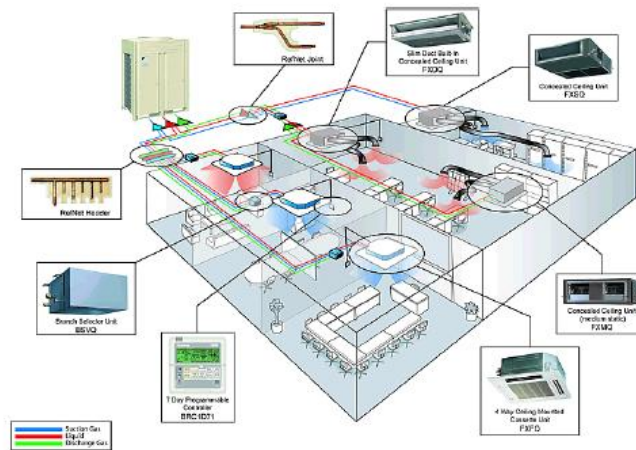 RefNet Joint
Slim Duct Built-In
Concealed Ceiling Unit
FXDQ
Concealed Ceiling Unit
FXSQ
RefNet Header
Branch Selector Unit
BSVQ
7 Day Programmable
Controller
BRC1D71
Concealed Ceiling Unit
(medium static)
FXMQ
4 Way Ceiling Mounted
Cassette Unit
FXFQ
Suction Gas
Liquid
Discharge Gas